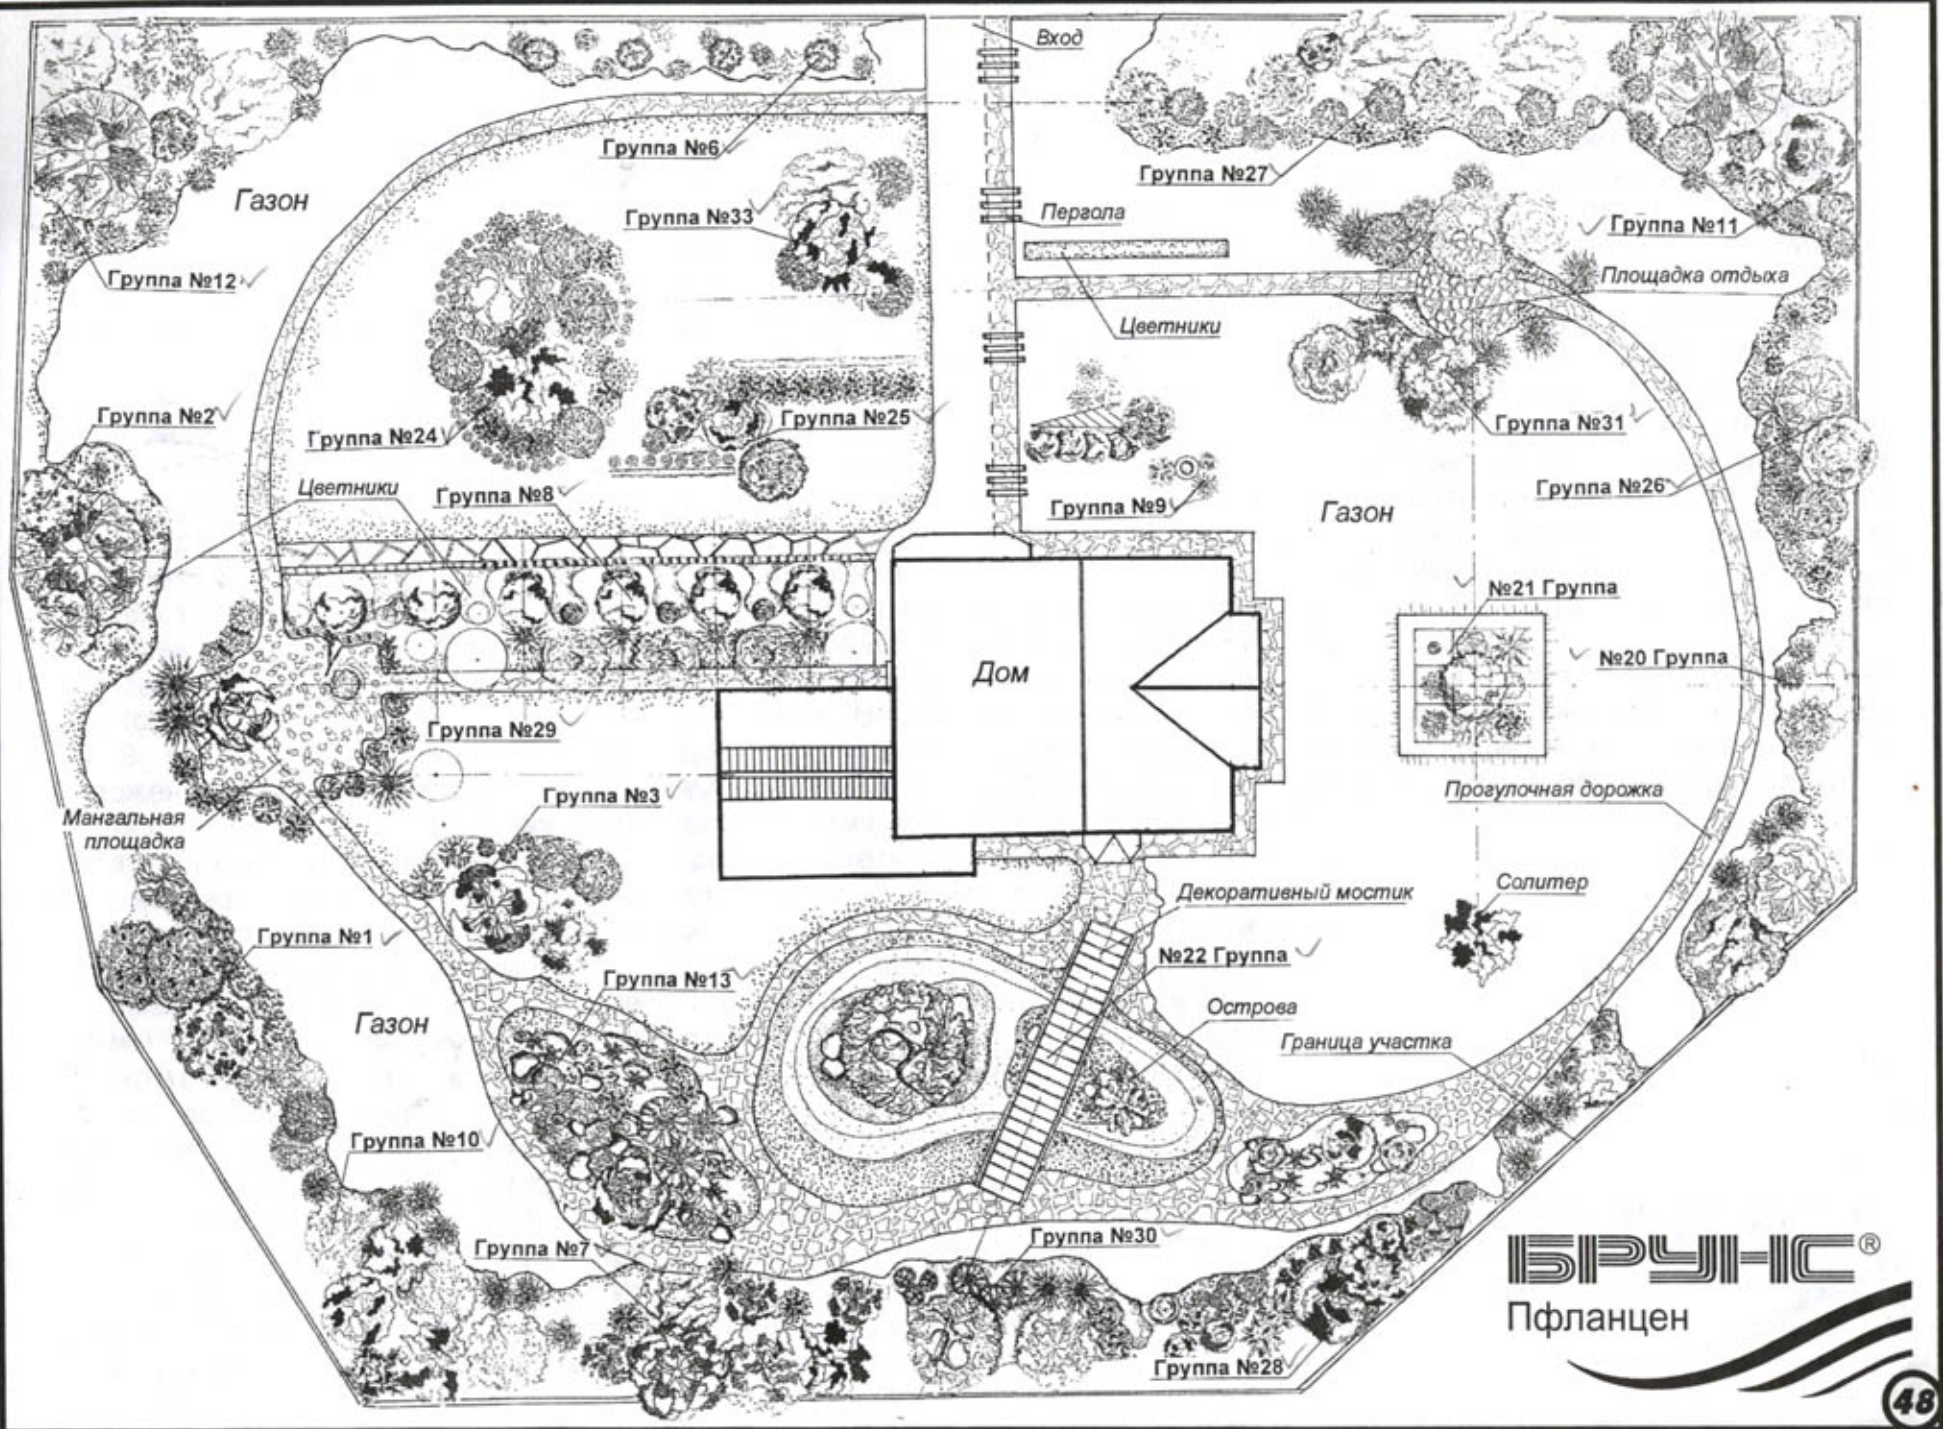 Вход
Группа №6
Группа №27
Газон
Группа №33
Пергола
Группа №11
Группа №12
Площадка отдыха
Цветники
Группа №2
Группа №24
Группа №25
Группа №31
Цветники
Группа №8
Группа №9
Газон
Группа №26
№21 Группа
Дом
№20 Группа
Группа №29
Группа №3
Прогулочная дорожка
Мангальная
площадка
Декоративный мостик
Солитер
Группа №1
№22 Группа
Группа №13
Острова
Газон
Граница участка
Группа №10
Группа №7
Группа №30
БРУНС®
Пфланцен
Группа №28
48